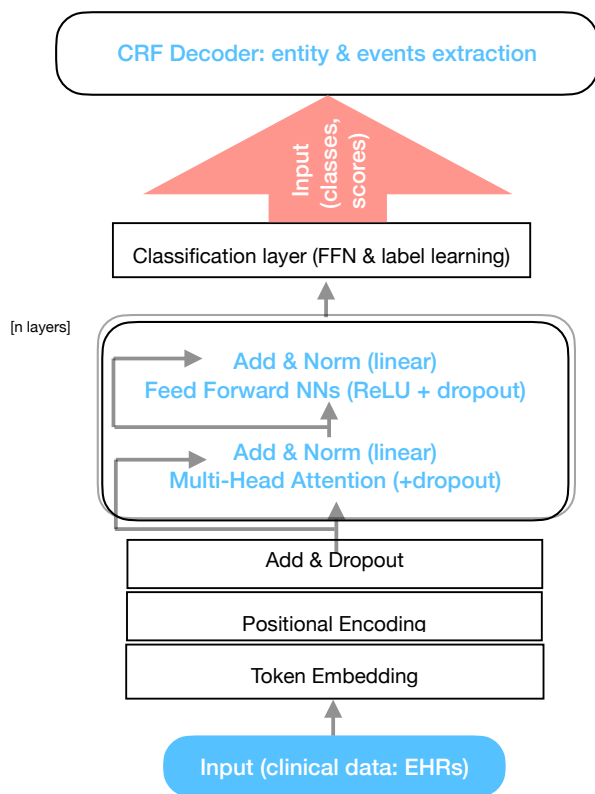 CRF Decoder: entity & events extraction
Input
(classes,
scores)
Classification layer (FFN & label learning)
[n layers]
Add & Norm (linear)
Feed Forward NNs (ReLU + dropout)
Add & Norm (linear)
Multi-Head Attention (+dropout)
Add & Dropout
Positional Encoding
Token Embedding
Input (clinical data: EHRs)